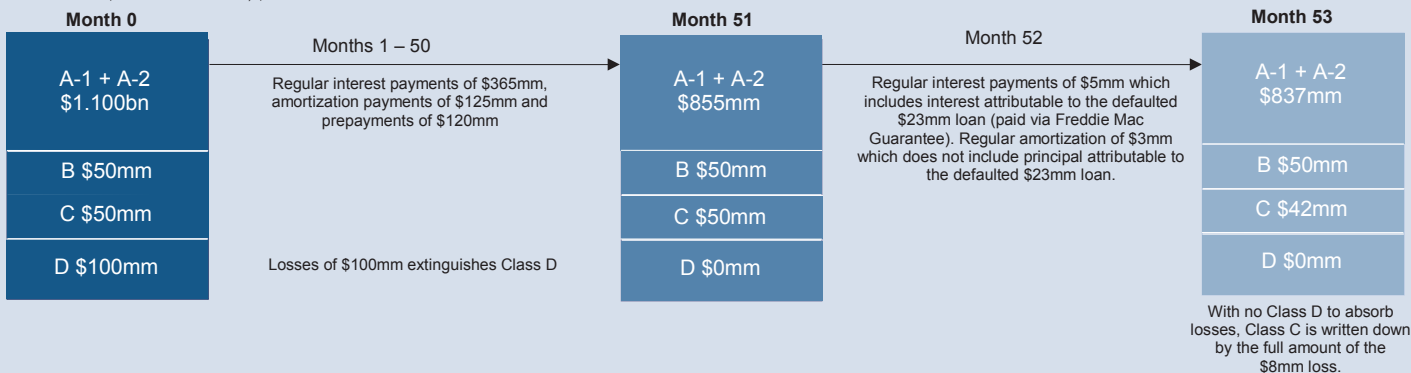 Month 0
A-1 + A-2
$1.100bn
B $50mm
C $50mm
D $100mm
Months 1 – 50
Regular interest payments of $365mm,
amortization payments of $125mm and
prepayments of $120mm
Losses of $100mm extinguishes Class D
Month 51
A-1 + A-2
$855mm
B $50mm
C $50mm
D $0mm
Month 52
Regular interest payments of $5mm which
includes interest attributable to the defaulted
$23mm loan (paid via Freddie Mac
Guarantee). Regular amortization of $3mm
which does not include principal attributable to
the defaulted $23mm loan.
Month 53
A-1 + A-2
$837mm
B $50mm
C $42mm
D $0mm
With no Class D to absorb
losses, Class C is written down
by the full amount of the
$8mm loss.